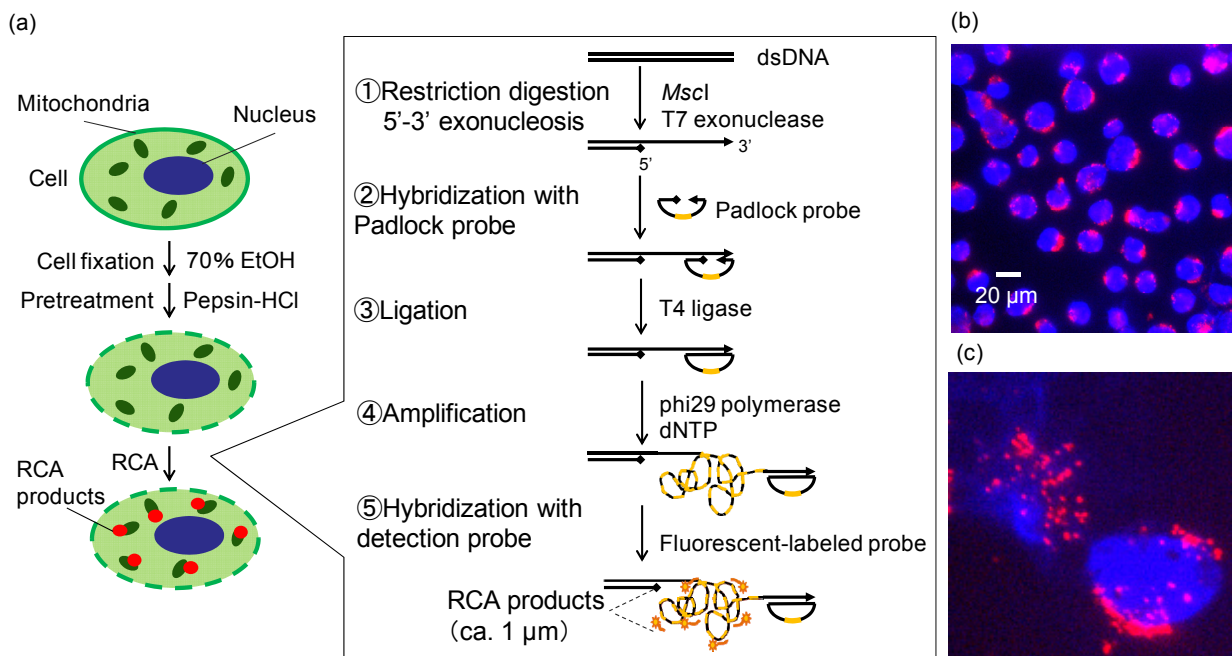 (a)
Mitochondria
Nucleus
Cell
Cell fixation
70% EtOH
Pretreatment
Pepsin-HCl
RCA
RCA
products
dsDNA
①Restriction digestion
5'-3' exonucleosis
MscI
T7 exonuclease
3'
5'
②Hybridization with
Padlock probe
Padlock probe
③Ligation
T4 ligase
④Amplification
phi29 polymerase
dNTP
⑤Hybridization with
detection probe
Fluorescent-labeled probe
RCA products
(ca. 1 μm)
(b)
20 μm
(c)